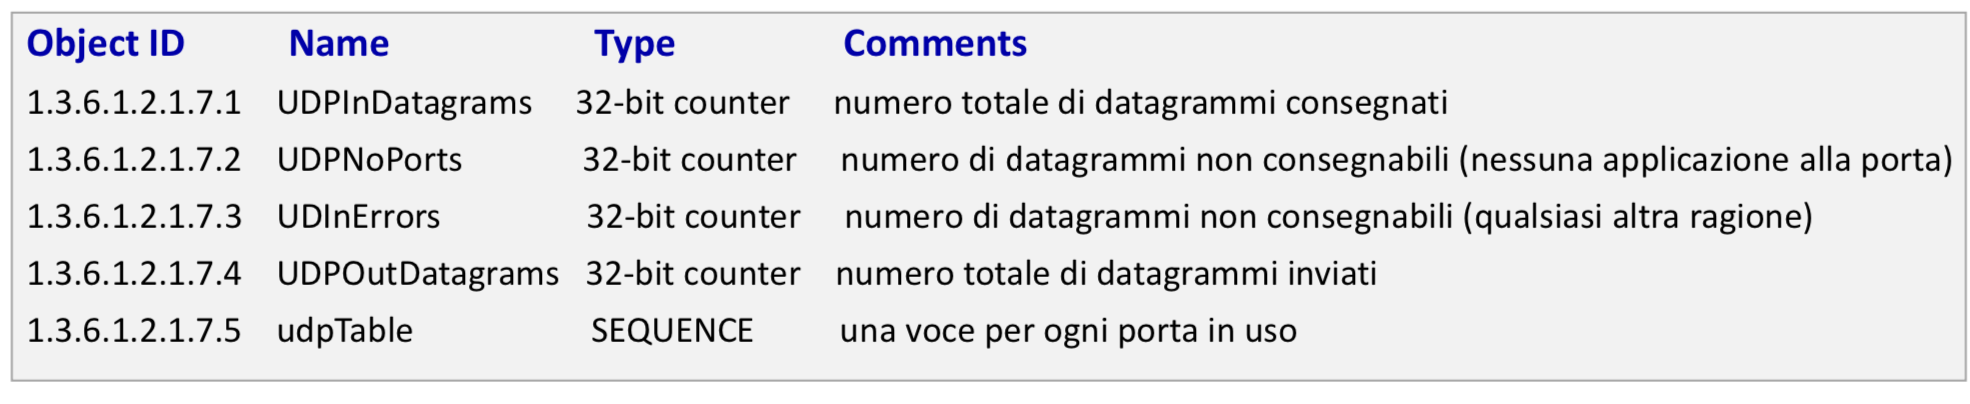 Object ID Name Type Comments
1.3.6.1.2.1.7.1 UDPInDatagrams 32-bit counter numero totale di datagrammi consegnati
1.3.6.1.2.1.7.2 UDPNoPorts 32-bit counter numero di datagrammi non consegnabili (nessuna applicazione alla porta)
1.3.6.1.2.1.7.3 UDInErrors 32-bit counter numero di datagrammi non consegnabili (qualsiasi altra ragione)
1.3.6.1.2.1.7.4 UDPOutDatagrams 32-bit counter numero totale di datagrammi inviati
1.3.6.1.2.1.7.5 udpTable SEQUENCE una voce per ogni porta in uso